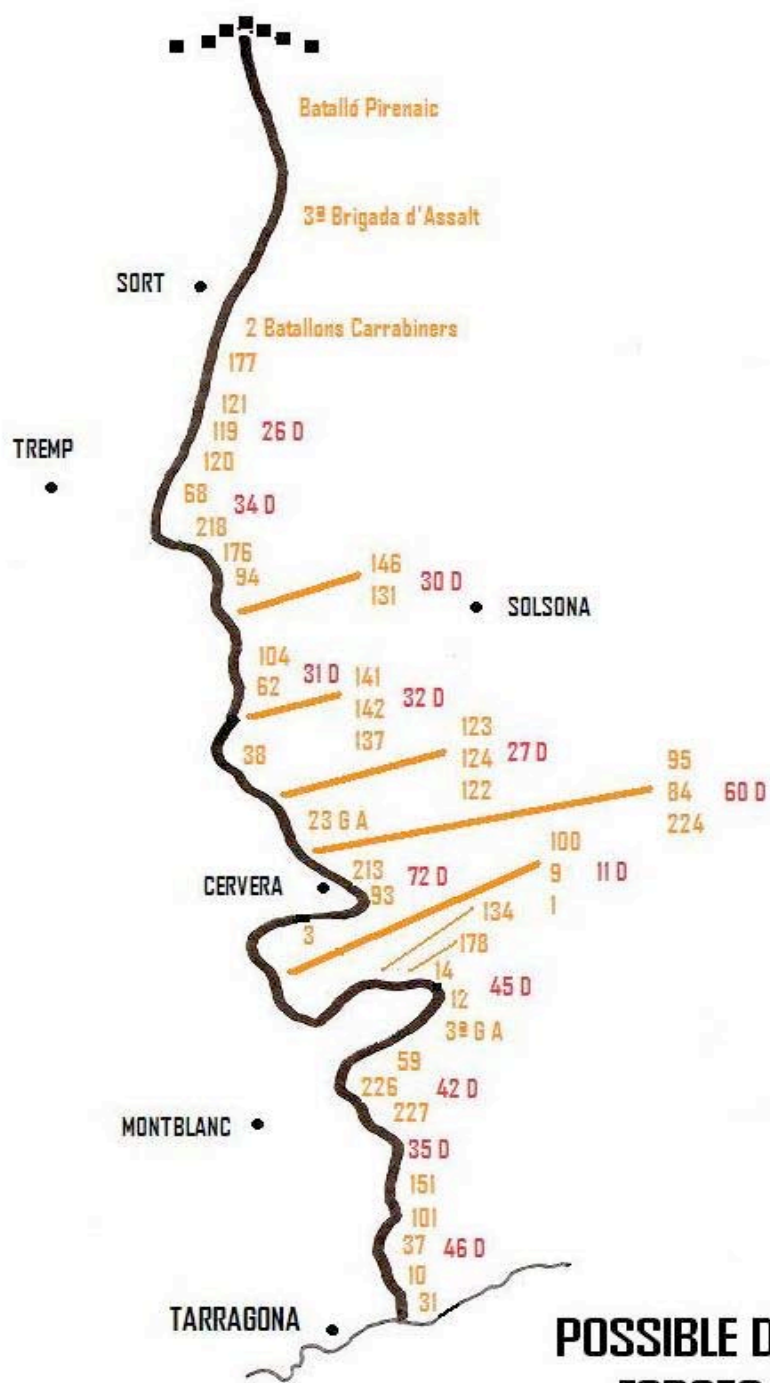 Batalló Pirenaic
3ª Brigada d'Assalt
SORT
2 Batallons Carrabiners
177
121
119 26 D
TREMP
120
68 34 D
218
176
94
146
131 30 D
SOLSONA
104
62 31 D
141
142 32 D
137
38
123
124 27 D
122
95
84 60 D
224
23 G A
100
9 11 D
1
CERVERA
213 72 D
93
3
134
178
14
12 45 D
3ª G A
59
226 42 D
227
MONTBLANC
35 D
151
101
37 46 D
10
31
TARRAGONA
POSSIBLE D